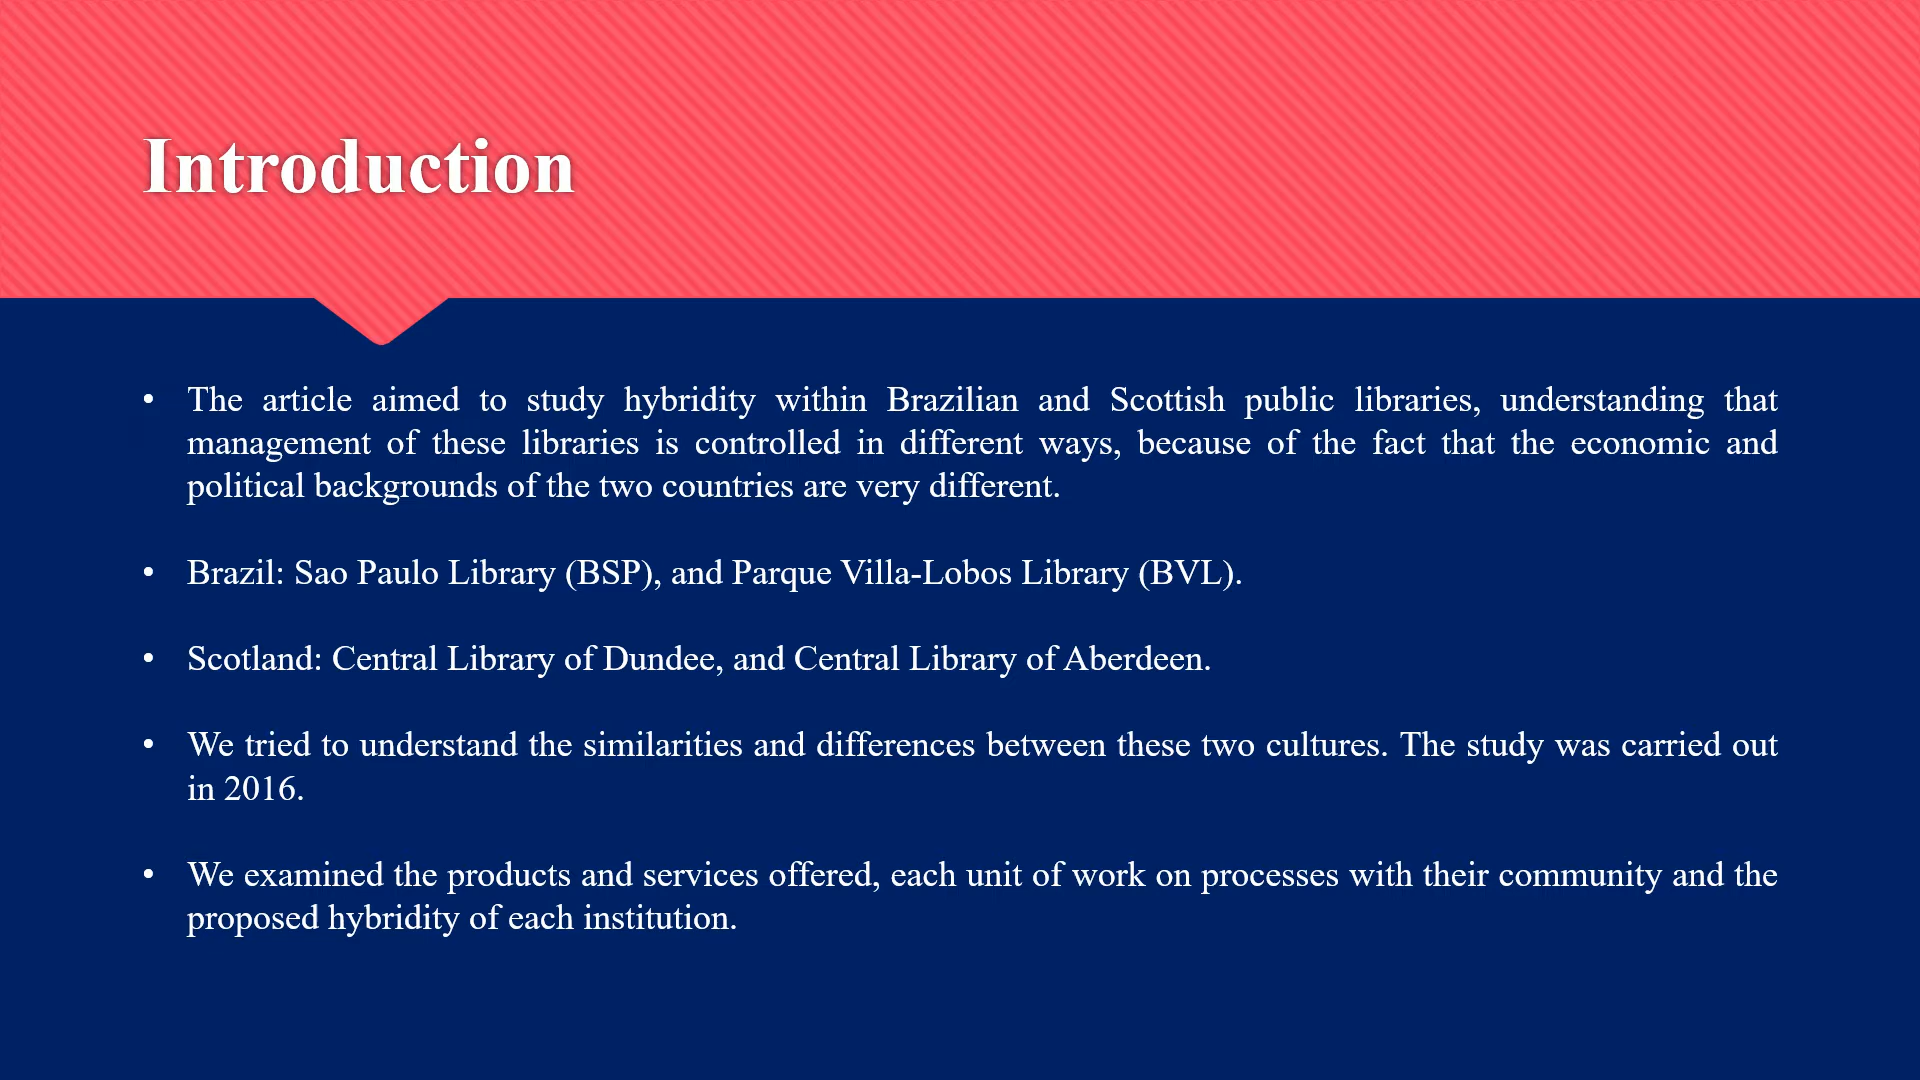 Introduction
• The article aimed to study hybridity within Brazilian and Scottish public libraries, understanding that
management of these libraries is controlled in different ways, because of the fact that the economic and
political backgrounds of the two countries are very different.
• Brazil: Sao Paulo Library (BSP), and Parque Villa-Lobos Library (BVL).
• Scotland: Central Library of Dundee, and Central Library of Aberdeen.
• We tried to understand the similarities and differences between these two cultures. The study was carried out
in 2016.
• We examined the products and services offered, each unit of work on processes with their community and the
proposed hybridity of each institution.